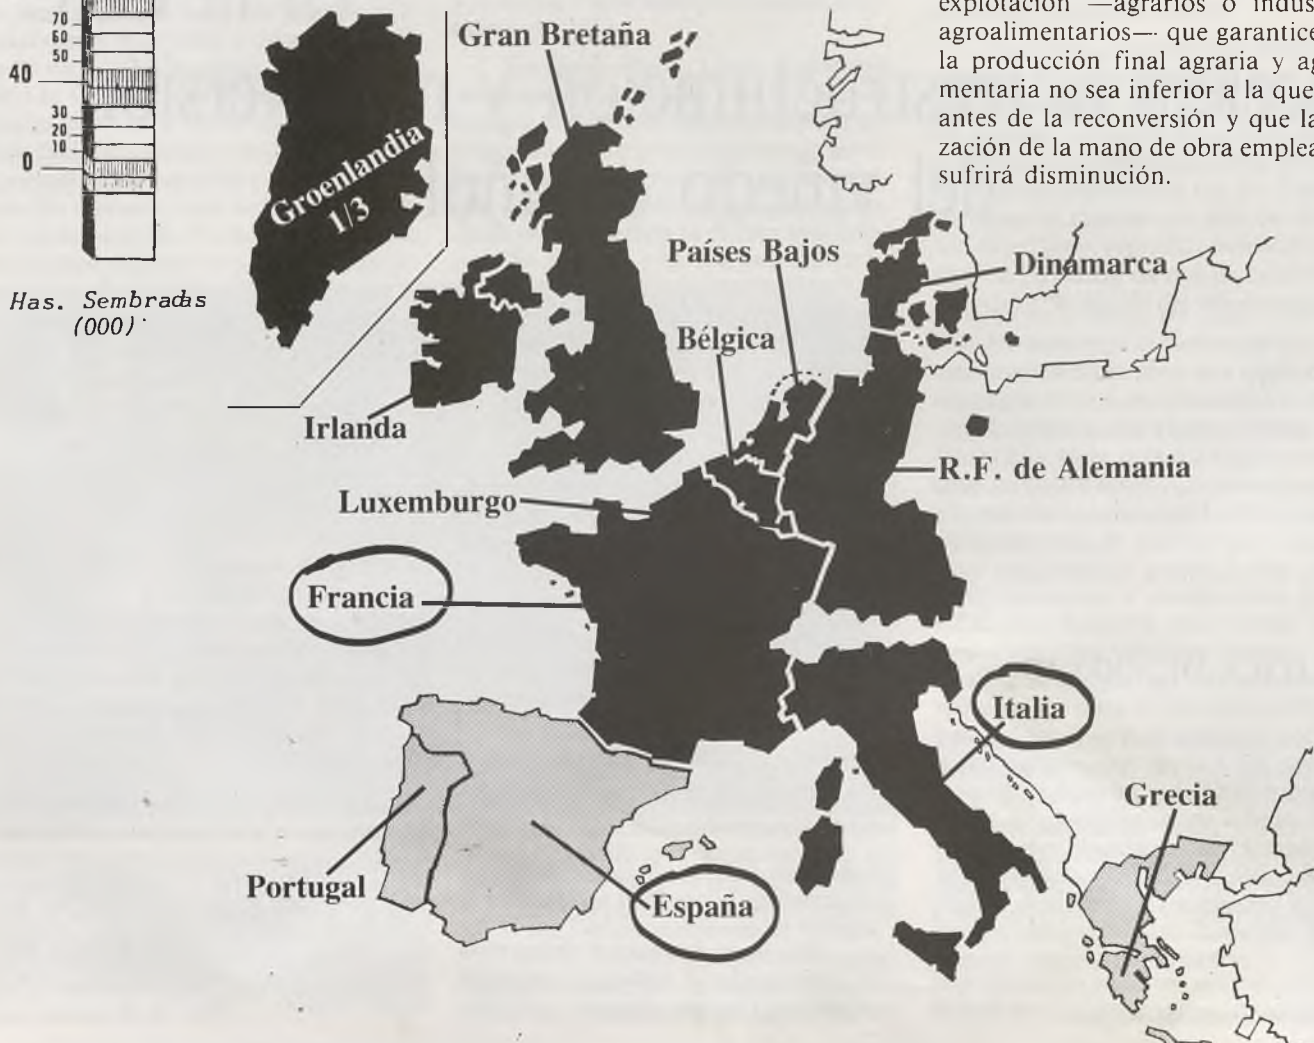 70
60
50
40
30
20
10
0
Has. Sembradas
(000)
explotación —agrarios o indus
agroalimentarios— que garantice
la producción final agraria y ag
mentaria no sea inferior a la que
antes de la reconversión y que la
zación de la mano de obra emplea
sufrirá disminución.
Groenlandia
1/3
Gran Bretaña
Países Bajos
Dinamarca
Bélgica
Irlanda
R.F. de Alemania
Luxemburgo
Francia
Italia
Grecia
Portugal
España